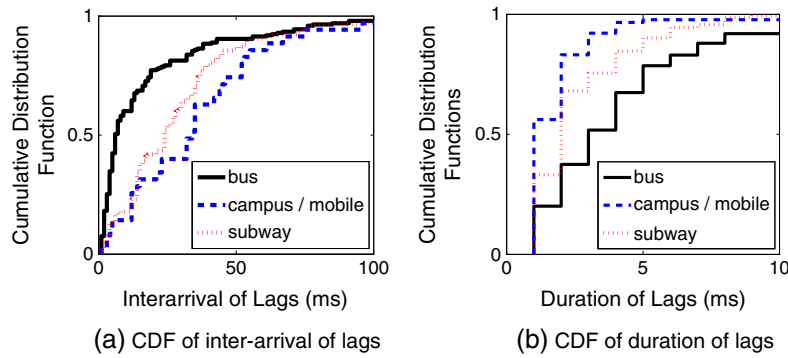 Cumulative Distribution
Function
1
0.5
0
0
50
100
bus
campus / mobile
subway
Interarrival of Lags (ms)
(a) CDF of inter-arrival of lags
Cumulative Distribution
Functions
1
0.5
0
0
5
10
bus
campus / mobile
subway
Duration of Lags (ms)
(b) CDF of duration of lags